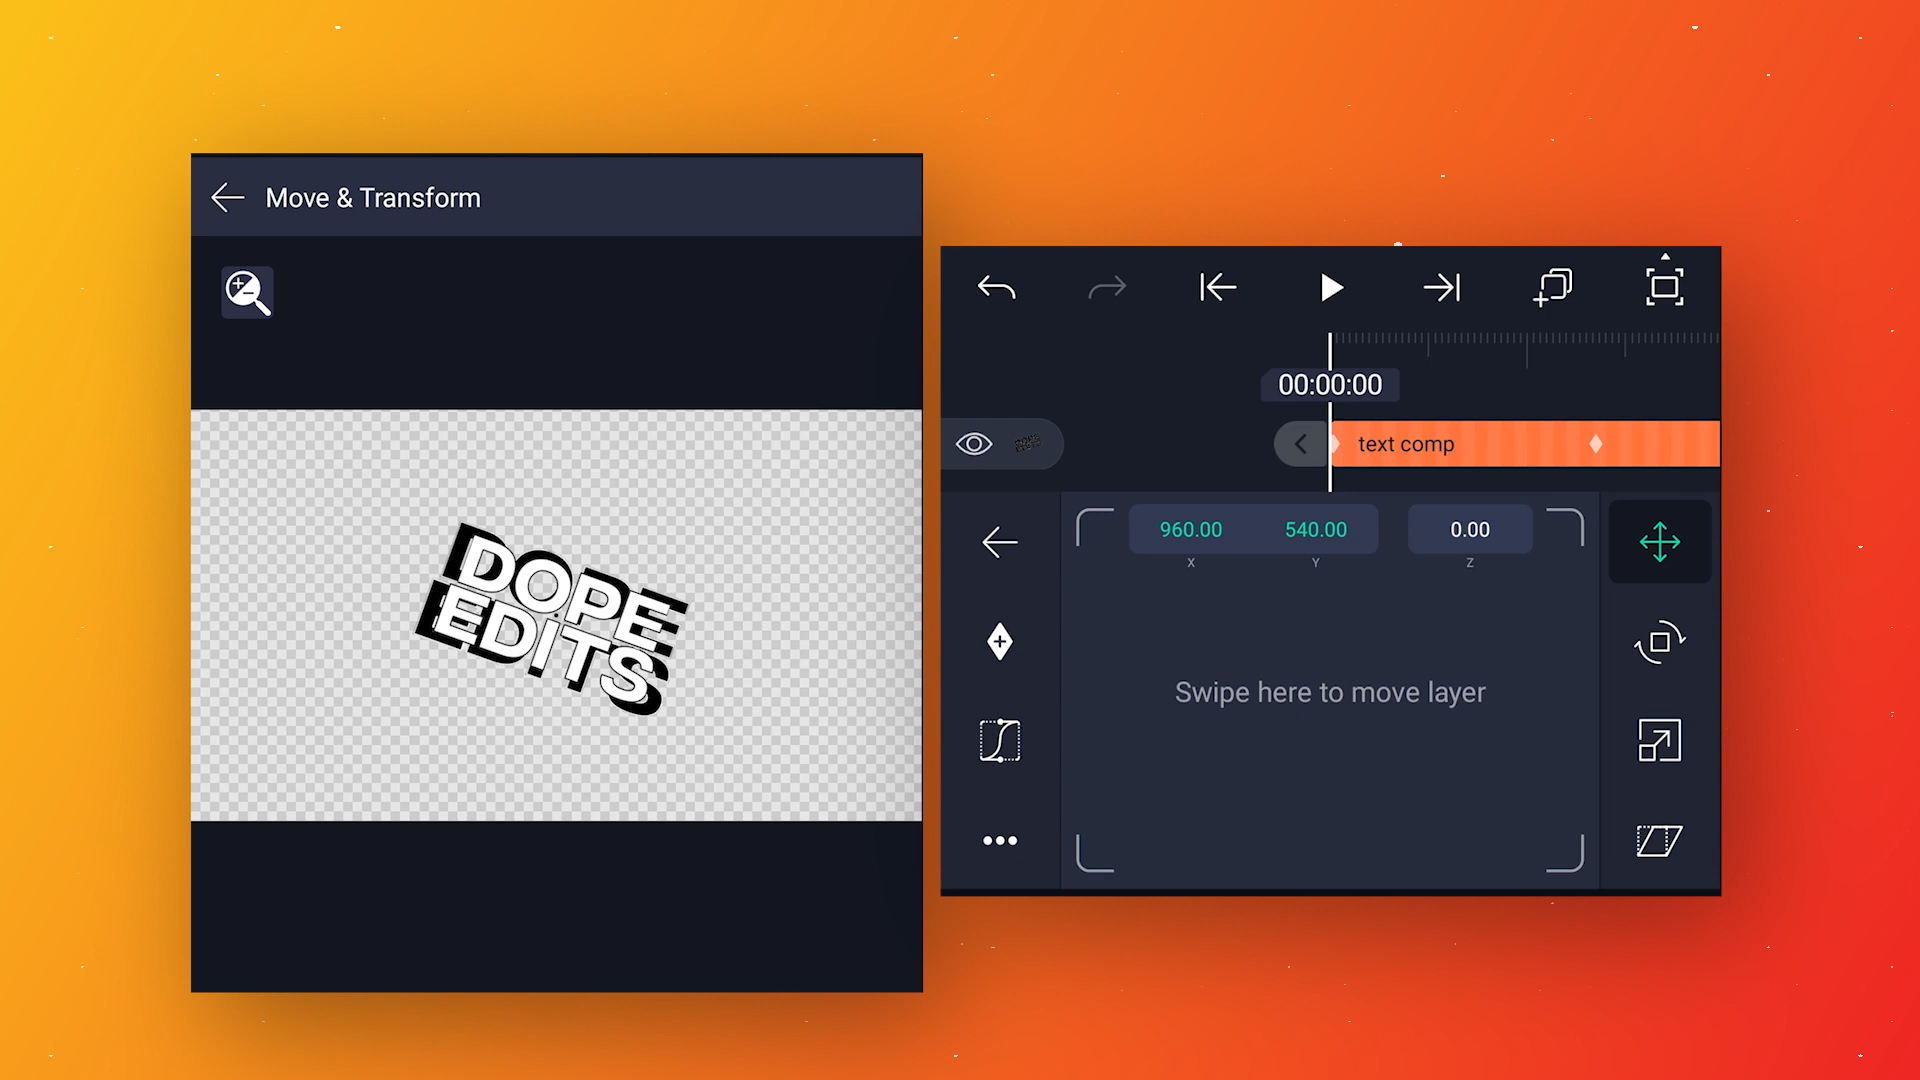 Move & Transform
DOPE
EDITS
00:00:00
text comp
960.00 540.00 0.00
X Y Z
Swipe here to move layer